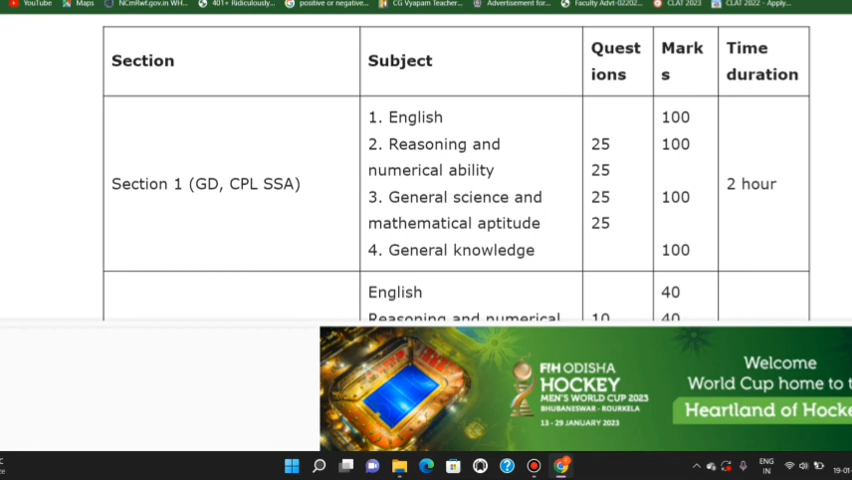 YouTube Maps NCmRwf.gov.in WH... 401+ Ridiculously... positive or negative... CG Vyapam Teacher... Advertisement for... Faculty Advt-02202... CLAT 2023 CLAT 2022 - Apply...
Section Subject Quest ions Mark s Time duration
Section 1 (GD, CPL SSA)
1. English
2. Reasoning and
numerical ability
3. General science and
mathematical aptitude
4. General knowledge
25
25
25
25
100
100
100
100
2 hour
English 40
Reasoning and numerical 10 40
FIH ODISHA
HOCKEY
MEN'S WORLD CUP 2023
BHUBANESWAR - ROURKELA
13 - 29 JANUARY 2023
Welcome
World Cup home to t
Heartland of Hocke
ENG
IN
19-01